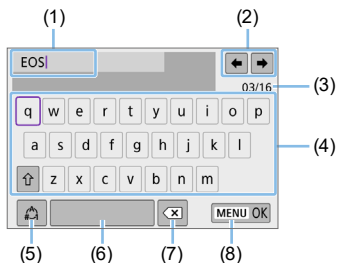 (1) (2)
EOS
03/16 (3)
q w e r t y u i o p
a s d f g h j k l (4)
z x c v b n m
MENU OK
(5) (6) (7) (8)